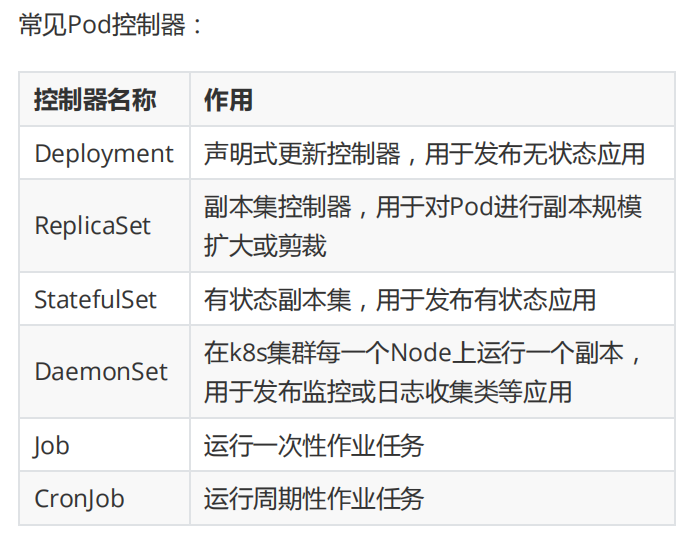 常见Pod控制器：
控制器名称 作用
Deployment 声明式更新控制器，用于发布无状态应用
ReplicaSet 副本集控制器，用于对Pod进行副本规模
扩大或剪裁
StatefulSet 有状态副本集，用于发布有状态应用
DaemonSet 在k8s集群每一个Node上运行一个副本，
用于发布监控或日志收集类等应用
Job 运行一次性作业任务
CronJob 运行周期性作业任务